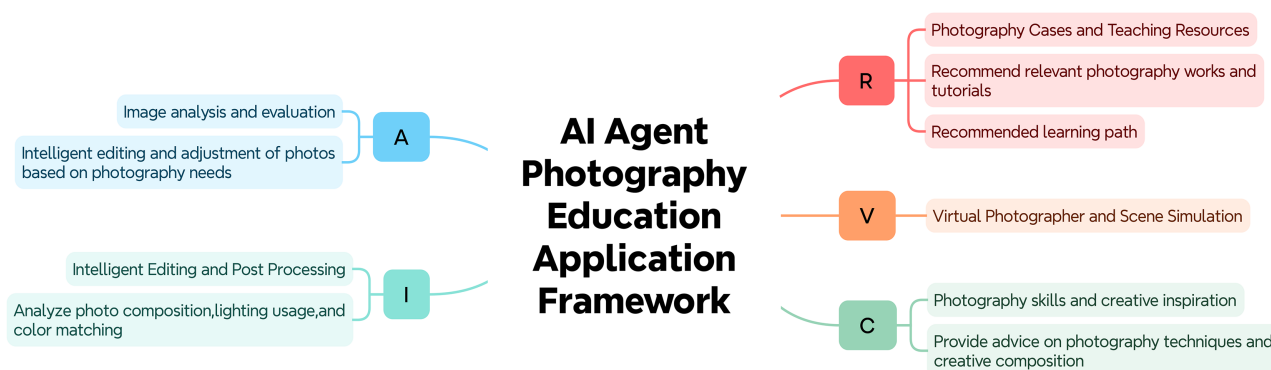 AI Agent
Photography
Education
Application
Framework
R
Photography Cases and Teaching Resources
Recommend relevant photography works and
tutorials
Recommended learning path
V
Virtual Photographer and Scene Simulation
C
Photography skills and creative inspiration
Provide advice on photography techniques and
creative composition
A
Image analysis and evaluation
Intelligent editing and adjustment of photos
based on photography needs
I
Intelligent Editing and Post Processing
Analyze photo composition,lighting usage,and
color matching